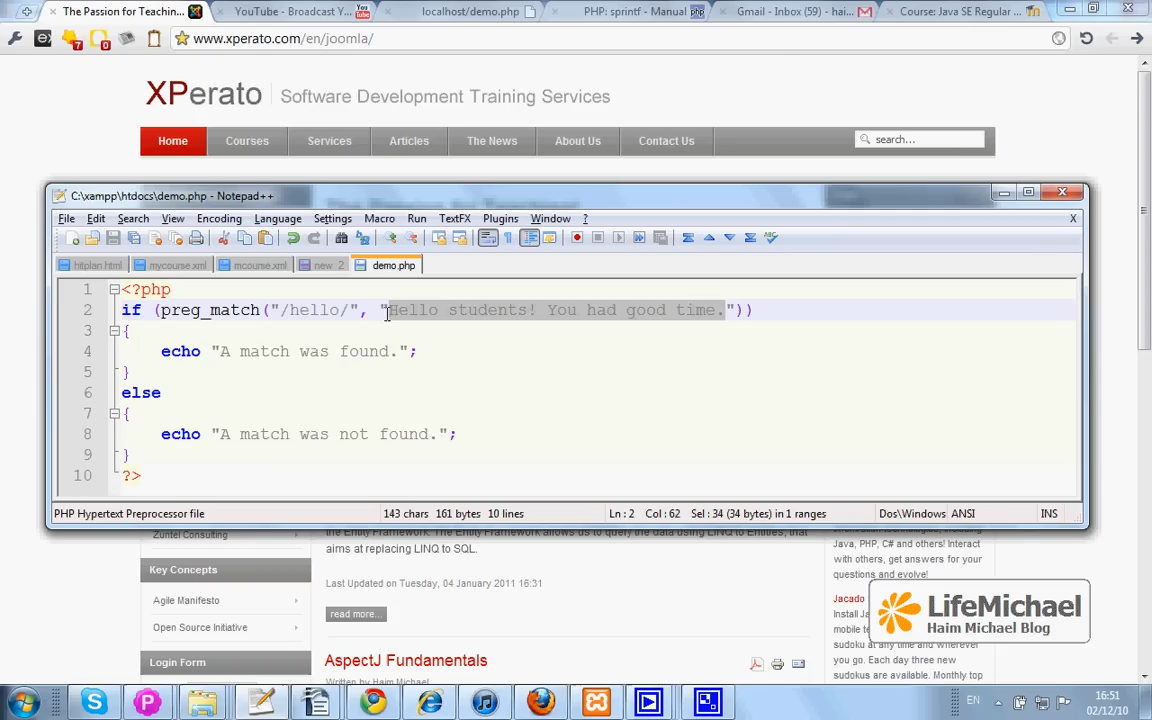 The Passion for Teachin...
YouTube - Broadcast Y...
localhost/demo.php
PHP: sprintf - Manual
Gmail - Inbox (59) - hai...
Course: Java SE Regular ...
www.xperato.com/en/joomla/
XPerato
Software Development Training Services
Home Courses Services Articles The News About Us Contact Us search...
C:\xampp\htdocs\demo.php - Notepad++
File Edit Search View Encoding Language Settings Macro Run TextFX Plugins Window ? X
hitplan.html mycourse.xml mcourse.xml new 2 demo.php
1 <?php
2 if (preg_match("/hello/", "Hello students! You had good time."))
3 {
4 echo "A match was found.";
5 }
6 else
7 {
8 echo "A match was not found.";
9 }
10 ?>
PHP Hypertext Preprocessor file 143 chars 161 bytes 10 lines Ln : 2 Col : 62 Sel : 34 (34 bytes) in 1 ranges Dos\Windows ANSI INS
Zuntel Consulting
the Entity Framework. The Entity Framework allows us to query the data using LINQ to Entities, that
aims at replacing LINQ to SQL.
Last Updated on Tuesday, 04 January 2011 16:31
read more...
Key Concepts
Agile Manifesto
Open Source Initiative
Login Form
AspectJ Fundamentals
Written by Haim Michael
Java, PHP, C# and others! Interact
with others, get answers for your
questions and evolve!
Jacado
Install Ja
mobile te
sudoku at any time and wherever
you go. Each day three new
sudokus are available. Monthly top
LifeMichael
Haim Michael Blog
EN
16:51
02/12/10